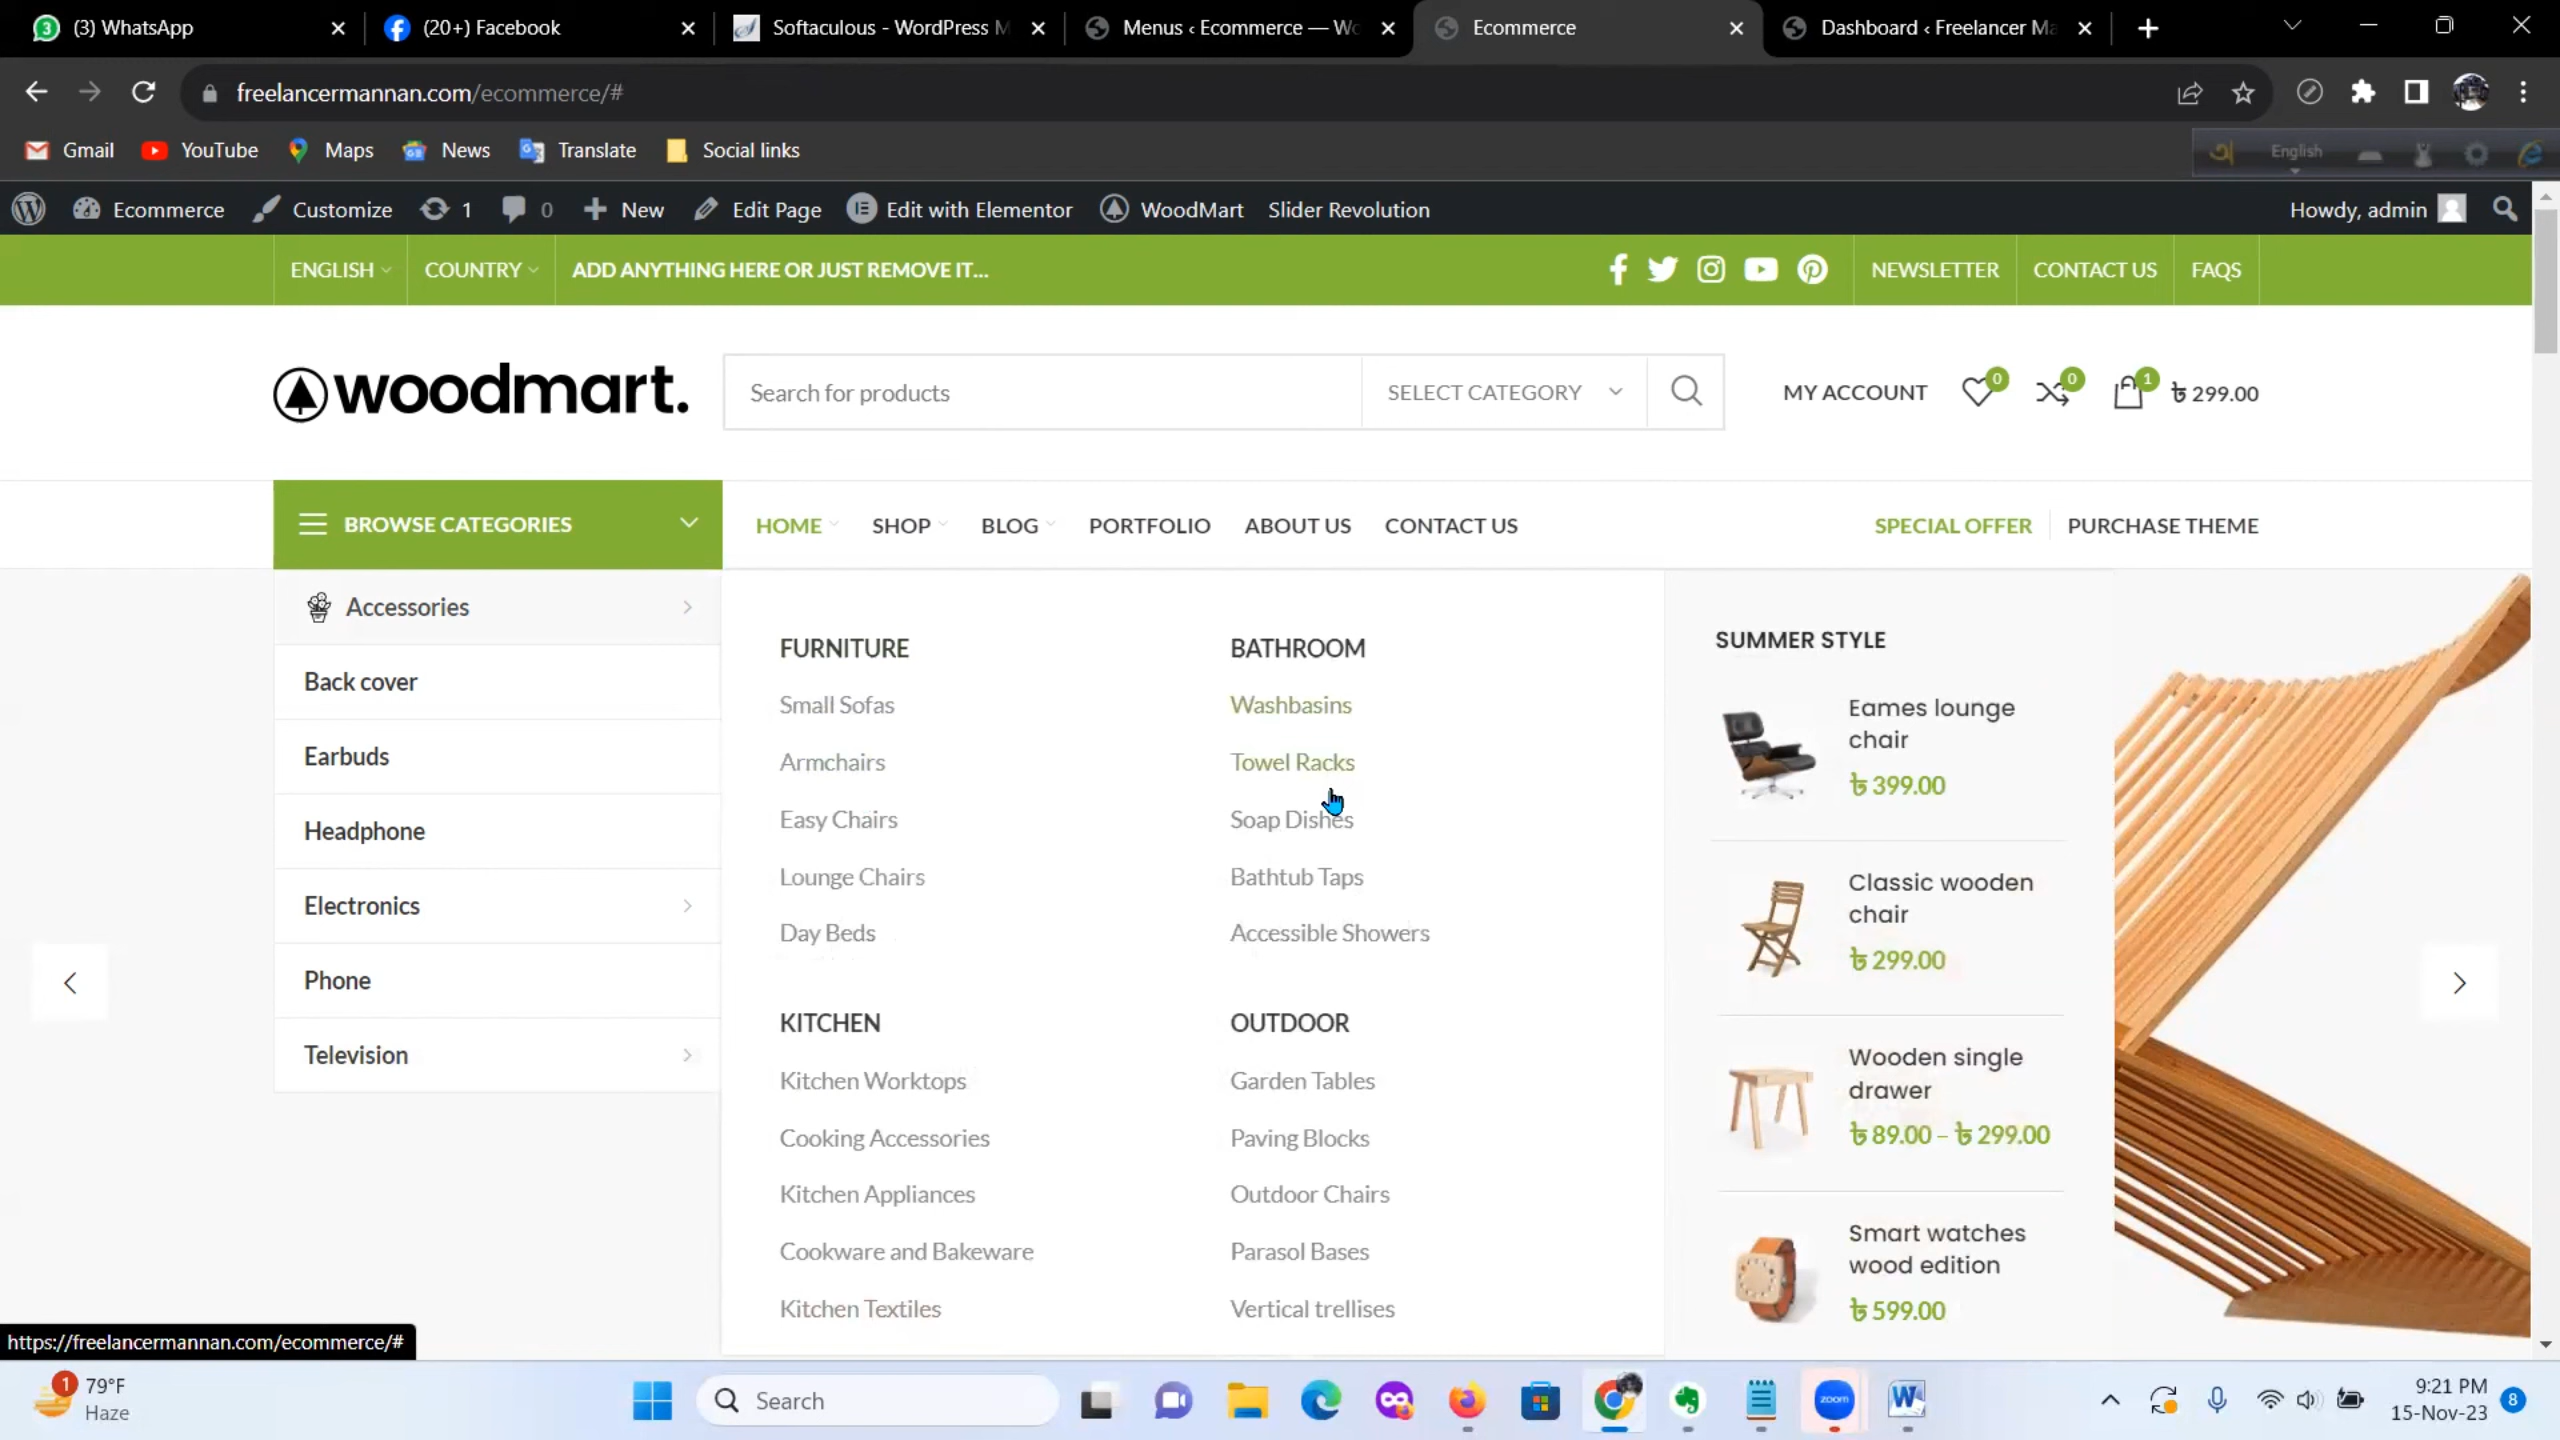 3
(3) WhatsApp
(20+) Facebook
Softaculous - WordPress M
Menus ‹ Ecommerce — Wo
Ecommerce
Dashboard ‹ Freelancer Ma
freelancermannan.com/ecommerce/#
Gmail
YouTube
Maps
News
Translate
Social links
English
Ecommerce
Customize
1
0
New
Edit Page
Edit with Elementor
WoodMart
Slider Revolution
Howdy, admin
ENGLISH
COUNTRY
ADD ANYTHING HERE OR JUST REMOVE IT...
NEWSLETTER
CONTACT US
FAQS
woodmart.
Search for products
SELECT CATEGORY
MY ACCOUNT
0
0
1
৳ 299.00
BROWSE CATEGORIES
HOME
SHOP
BLOG
PORTFOLIO
ABOUT US
CONTACT US
SPECIAL OFFER
PURCHASE THEME
Accessories
Back cover
Earbuds
Headphone
Electronics
Phone
Television
FURNITURE
Small Sofas
Armchairs
Easy Chairs
Lounge Chairs
Day Beds
BATHROOM
Washbasins
Towel Racks
Soap Dishes
Bathtub Taps
Accessible Showers
KITCHEN
Kitchen Worktops
Cooking Accessories
Kitchen Appliances
Cookware and Bakeware
Kitchen Textiles
OUTDOOR
Garden Tables
Paving Blocks
Outdoor Chairs
Parasol Bases
Vertical trellises
SUMMER STYLE
Eames lounge
chair
৳ 399.00
Classic wooden
chair
৳ 299.00
Wooden single
drawer
৳ 89.00 – ৳ 299.00
Smart watches
wood edition
৳ 599.00
https://freelancermannan.com/ecommerce/#
1
79°F
Haze
Search
zoom
W
9:21 PM
15-Nov-23
8